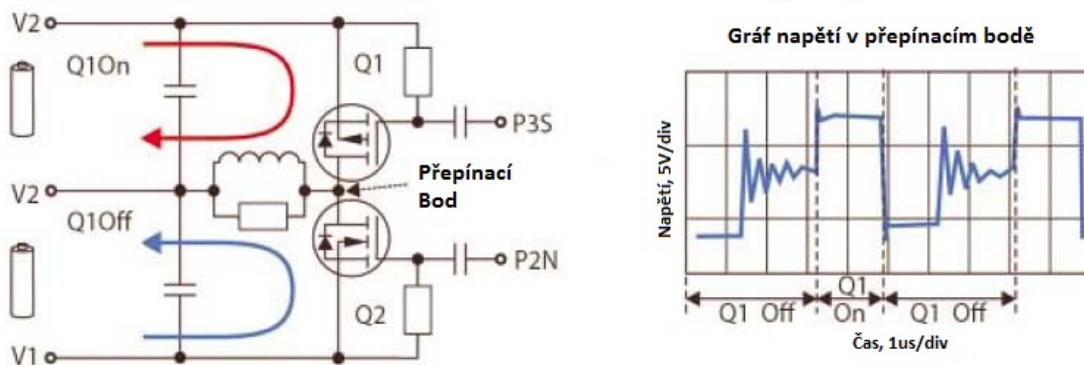 V2
Q1On
Q1
P3S
V2
Přepínací
Bod
Q1Off
P2N
Q2
V1
Gráf napětí v přepínacím bodě
Napětí, 5V/div
Q1 Off
Q1
On
Q1 Off
Čas, 1us/div